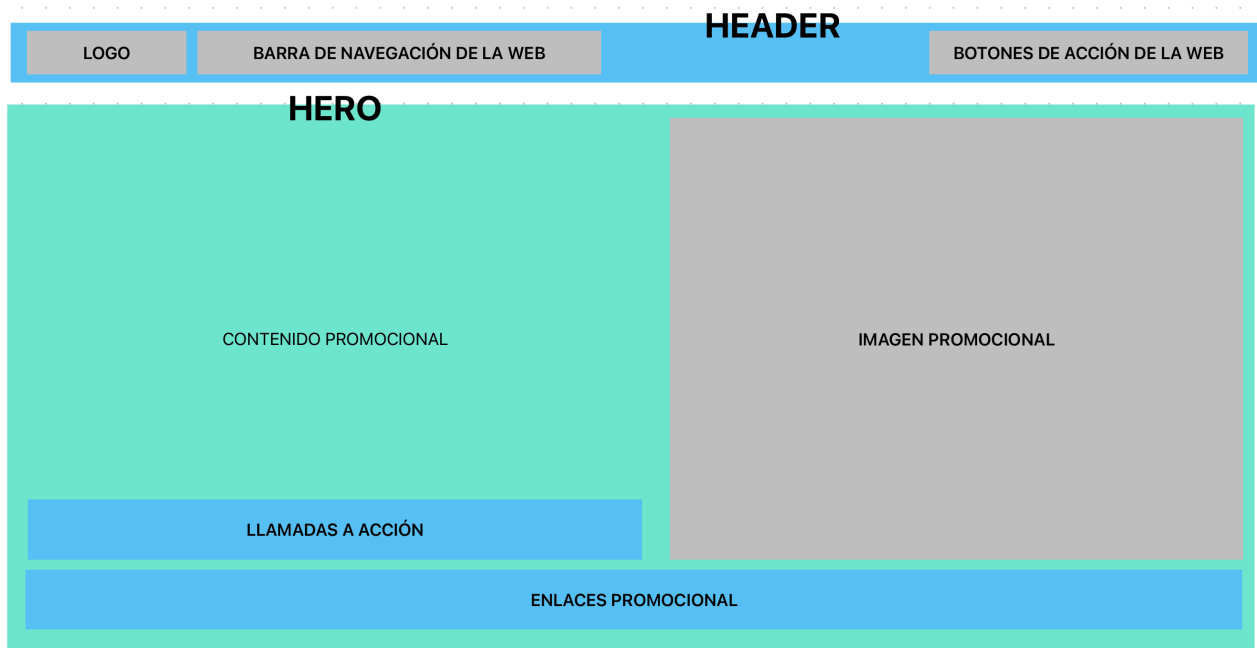 HEADER
LOGO
BARRA DE NAVEGACIÓN DE LA WEB
BOTONES DE ACCIÓN DE LA WEB
HERO
CONTENIDO PROMOCIONAL
IMAGEN PROMOCIONAL
LLAMADAS A ACCIÓN
ENLACES PROMOCIONAL